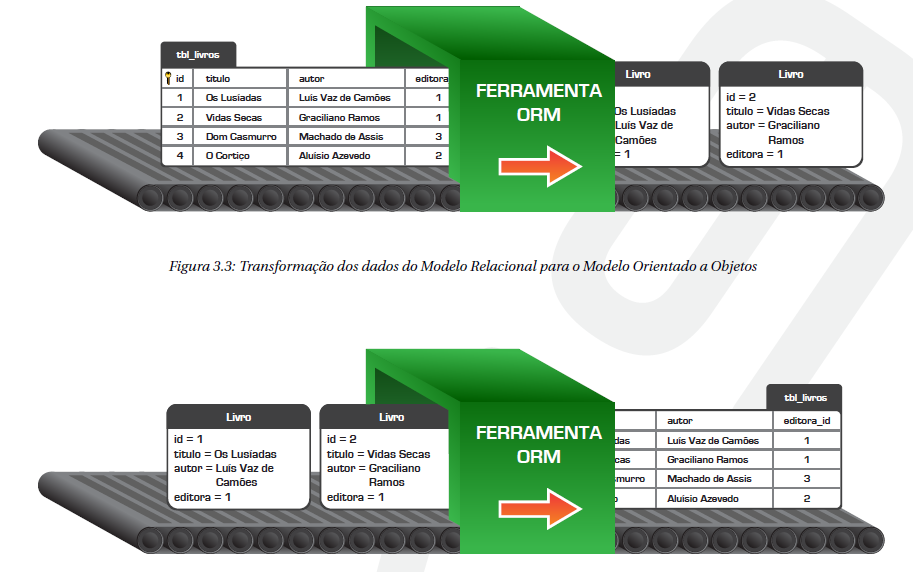 tbl_livros
id titulo autor editora
1 Os Lusíadas Luís Vaz de Camões 1
2 Vidas Secas Graciliano Ramos 1
3 Dom Casmurro Machado de Assis 3
4 O Cortiço Aluísio Azevedo 2
FERRAMENTA
ORM
Livro
Os Lusíadas
Luís Vaz de
Camões
= 1
Livro
id = 2
titulo = Vidas Secas
autor = Graciliano
Ramos
editora = 1
Figura 3.3: Transformação dos dados do Modelo Relacional para o Modelo Orientado a Objetos
Livro
id = 1
titulo = Os Lusíadas
autor = Luís Vaz de
Camões
editora = 1
Livro
id = 2
titulo = Vidas Secas
autor = Graciliano
Ramos
editora = 1
FERRAMENTA
ORM
tbl_livros
autor editora_id
das Luís Vaz de Camões 1
cas Graciliano Ramos 1
smurro Machado de Assis 3
o Aluísio Azevedo 2